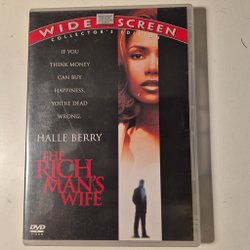 WIDE SCREEN
COLLECTOR'S EDITION
IF YOU
THINK MONEY
CAN BUY
HAPPINESS,
YOU'RE DEAD
WRONG.
HALLE BERRY
THE
RICH
MAN'S
WIFE
DVD
VIDEO